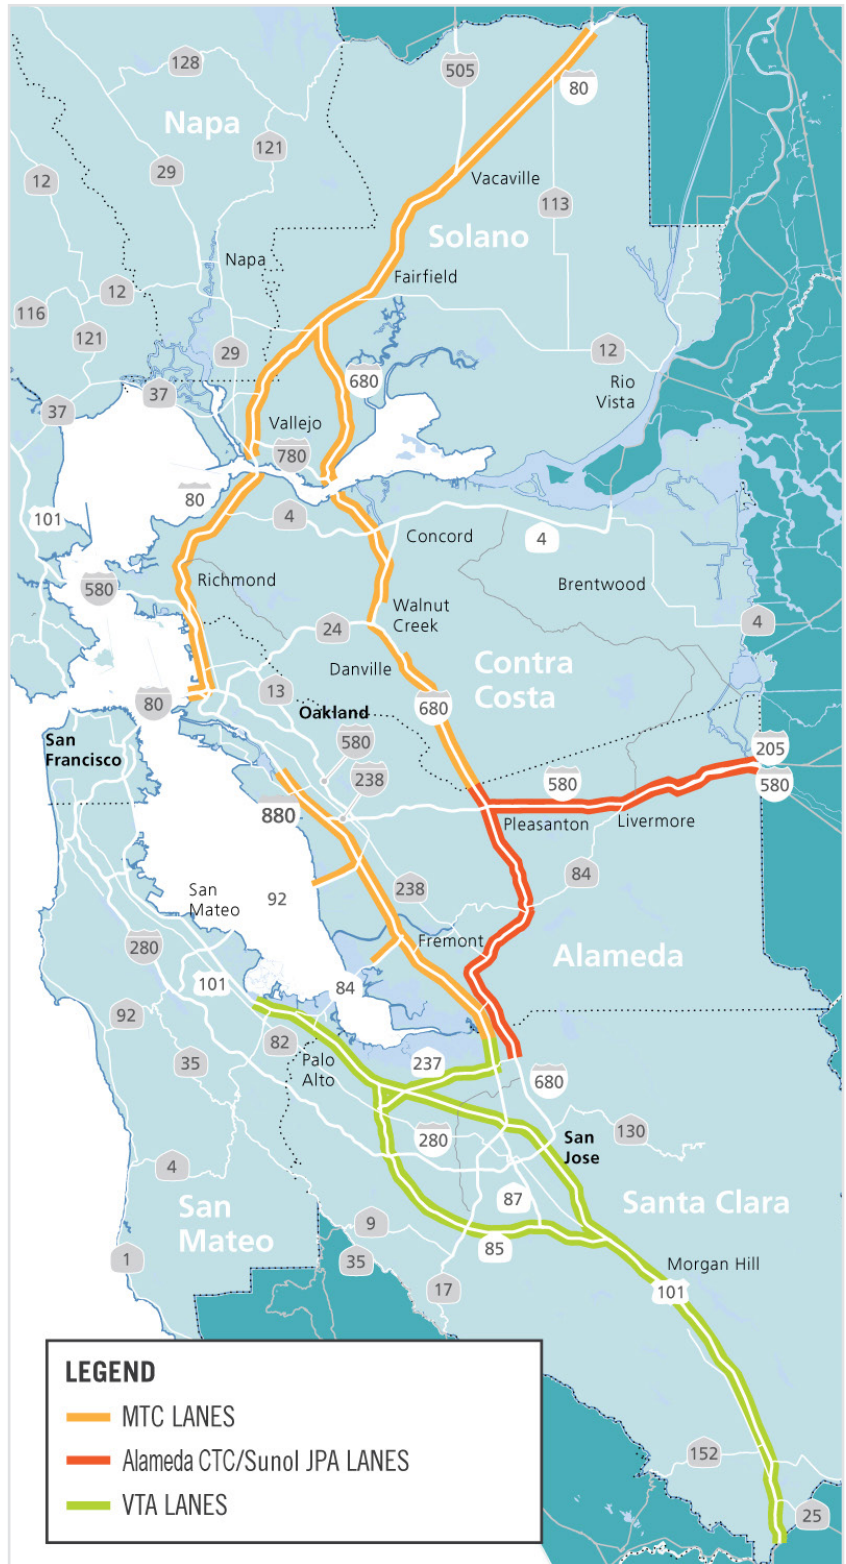 505
80
128
Napa
121
12
29
Vacaville
113
Solano
Napa
Fairfield
12
116
121
29
12
680
Rio
Vista
37
37
Vallejo
780
80
101
4
Concord
4
Richmond
Brentwood
580
Walnut
Creek
24
4
Danville
Contra
Costa
13
80
680
Oakland
San
Francisco
580
205
238
580
580
880
Pleasanton
Livermore
84
San
Mateo
92
238
280
Fremont
Alameda
101
84
92
82
35
Palo
Alto
237
680
280
San
Jose
130
4
87
Santa Clara
San
Mateo
9
85
1
35
Morgan Hill
17
101
LEGEND
MTC LANES
Alameda CTC/Sunol JPA LANES
VTA LANES
152
25